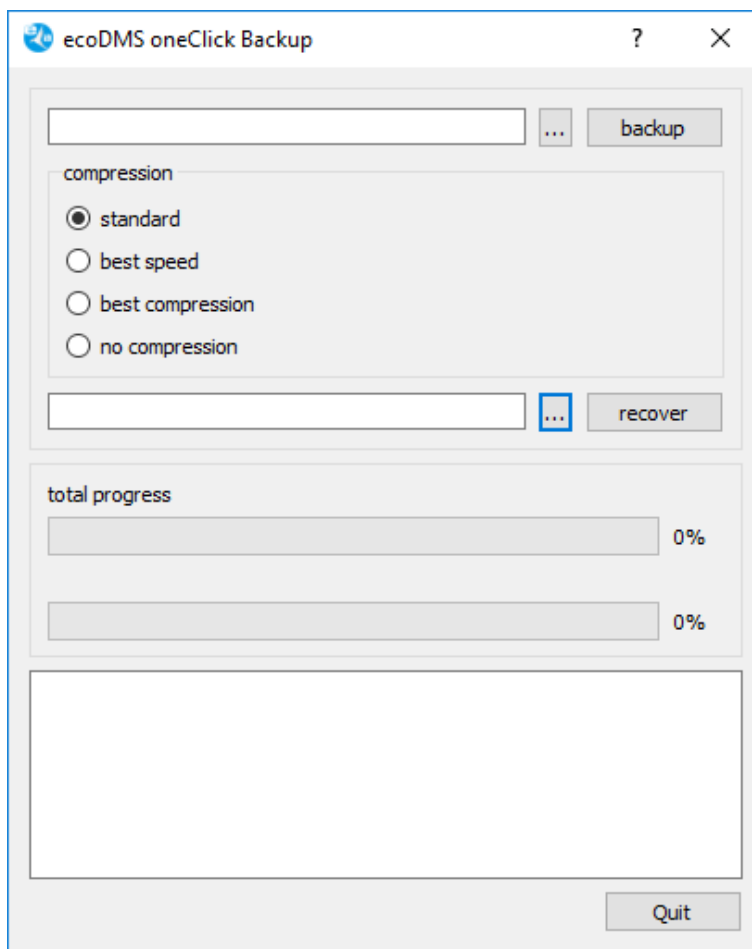 ecoDMS oneClick Backup ?
... backup
compression
standard
best speed
best compression
no compression
... recover
total progress
0%
0%
Quit